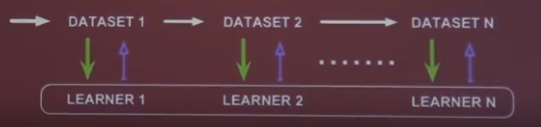 DATASET 1 DATASET 2 DATASET N
LEARNER 1 LEARNER 2 LEARNER N